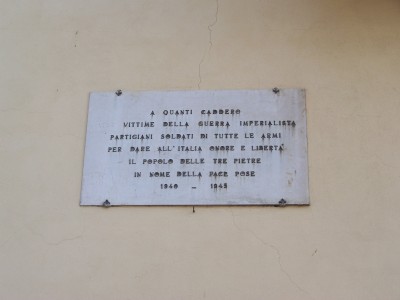 A QUANTI CADDERO
VITTIME DELLA GUERRA IMPERIALISTA
PARTIGIANI SOLDATI DI TUTTE LE ARMI
PER DARE ALL'ITALIA ONORE E LIBERTA'
IL POPOLO DELLE TRE PIETRE
IN NOME DELLA PACE POSE
1940 - 1945